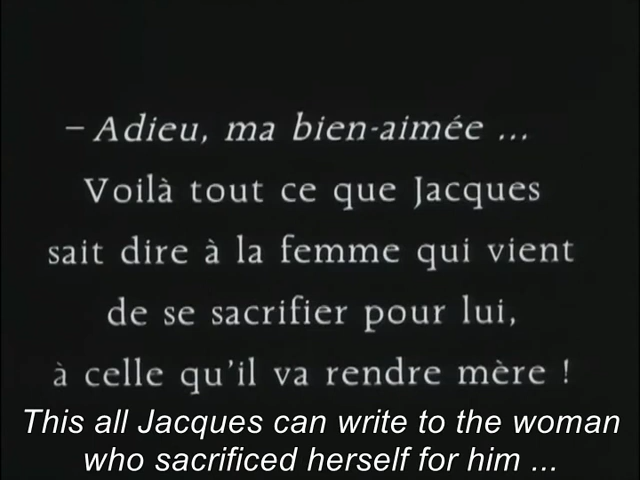 – Adieu, ma bien-aimée ...
Voilà tout ce que Jacques
sait dire à la femme qui vient
de se sacrifier pour lui,
à celle qu'il va rendre mère !
This all Jacques can write to the woman
who sacrificed herself for him ...